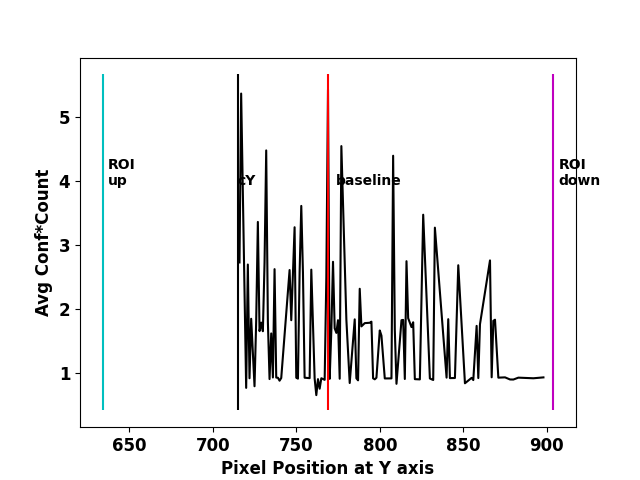 5
4
3
2
1
Avg Conf*Count
ROI
up
cY
baseline
ROI
down
650
700
750
800
850
900
Pixel Position at Y axis